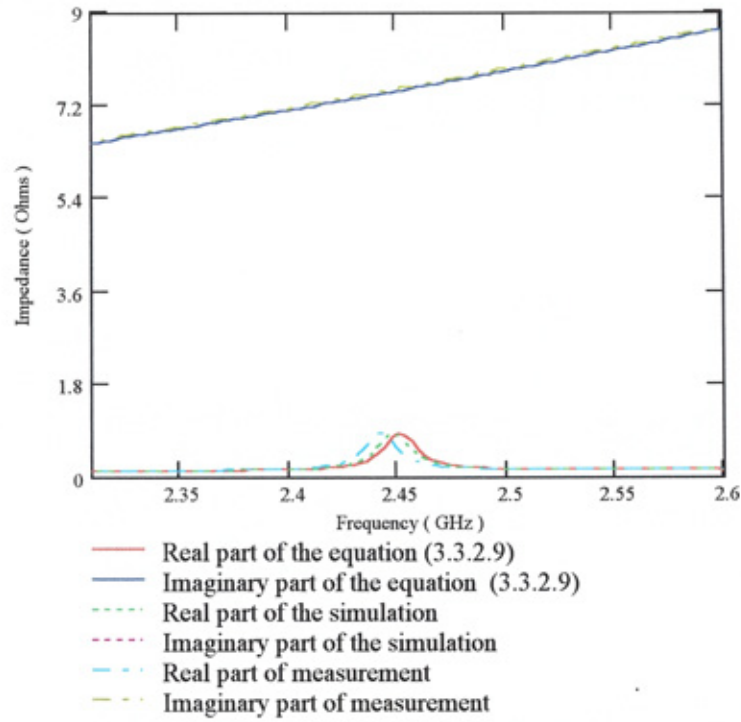 9
7.2
5.4
3.6
1.8
0
Impedance ( Ohms )
2.35
2.4
2.45
2.5
2.55
2.6
Frequency ( GHz )
Real part of the equation (3.3.2.9)
Imaginary part of the equation (3.3.2.9)
Real part of the simulation
Imaginary part of the simulation
Real part of measurement
Imaginary part of measurement